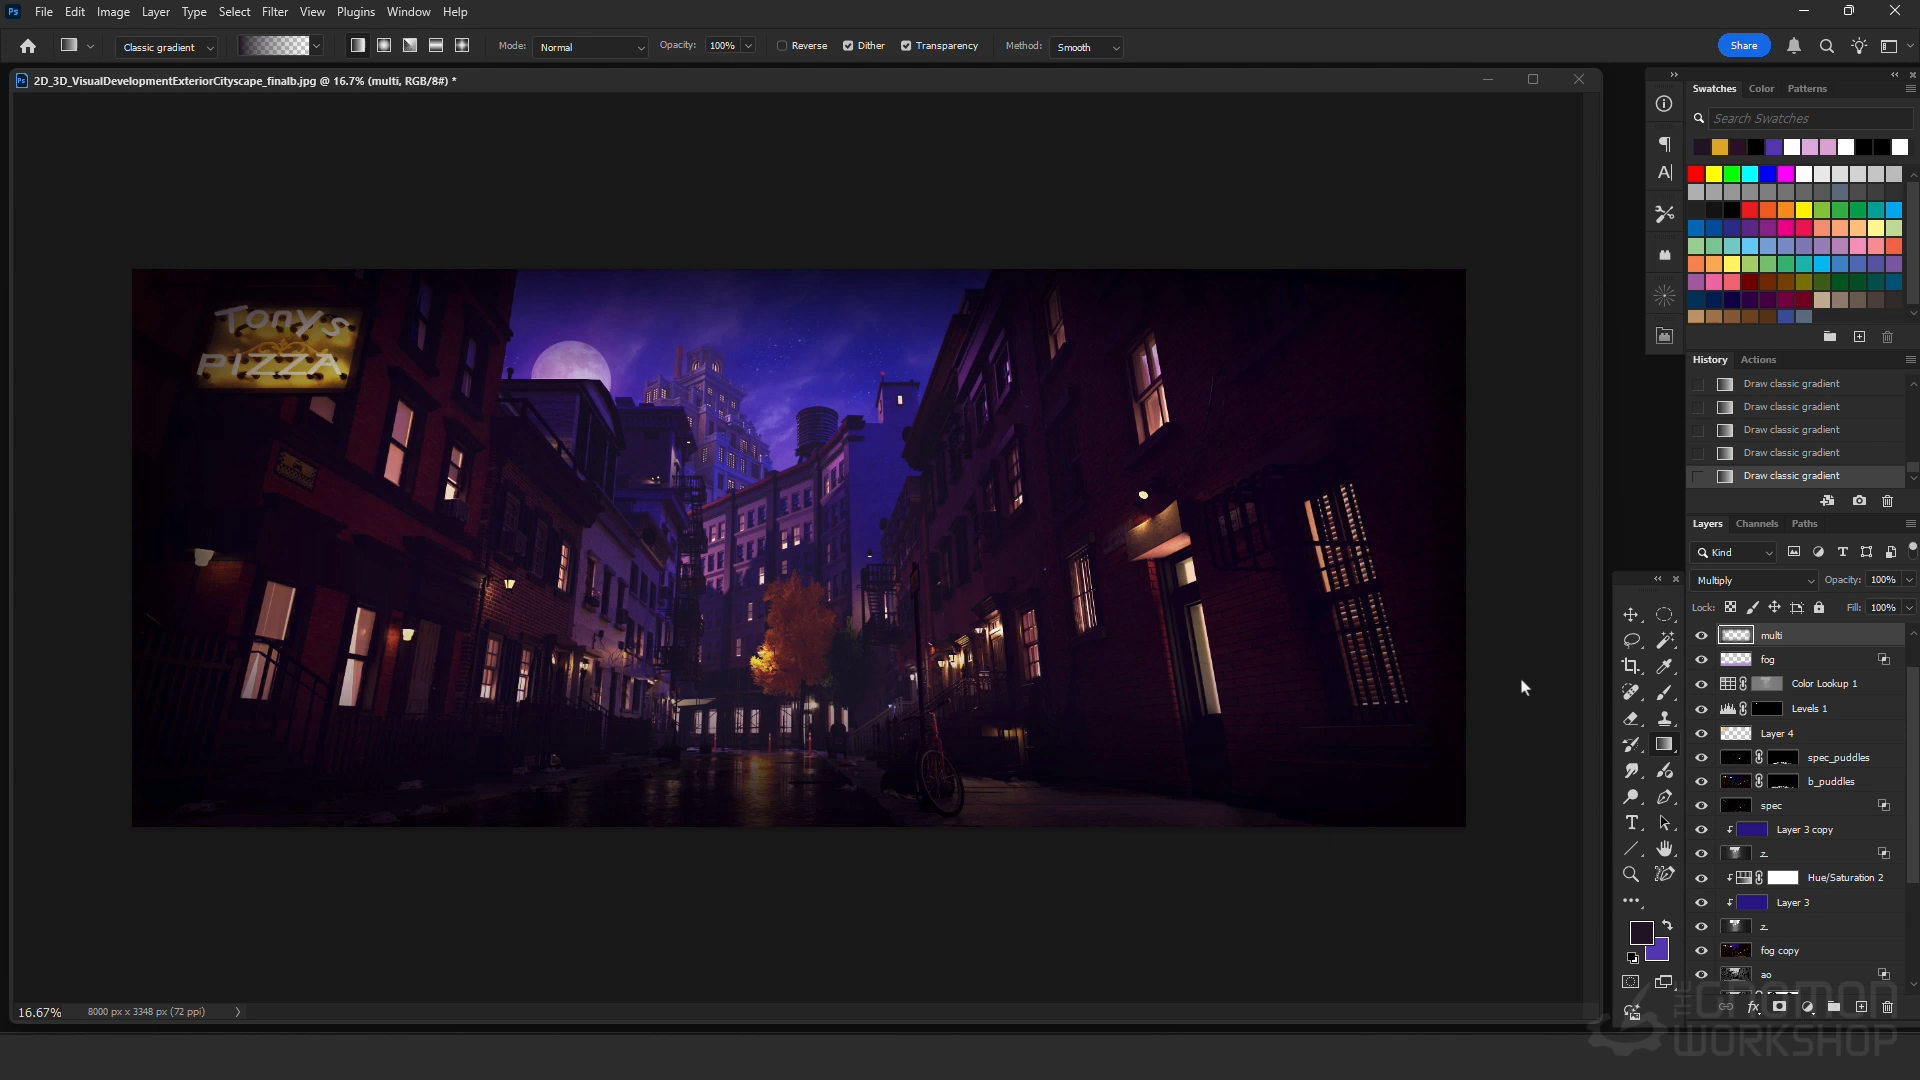 Ps File Edit Image Layer Type Select Filter View Plugins Window Help
Classic gradient Mode: Normal Opacity: 100% Reverse Dither Transparency Method: Smooth Share
2D_3D_VisualDevelopmentExteriorCityscape_finalb.jpg @ 16.7% (multi, RGB/8#) *
Swatches Color Patterns
Search Swatches
Tonys
PIZZA
History Actions
Draw classic gradient
Draw classic gradient
Draw classic gradient
Draw classic gradient
Draw classic gradient
Layers Channels Paths
Kind
Multiply Opacity: 100%
Lock: Fill: 100%
multi
fog
Color Lookup 1
Levels 1
Layer 4
spec_puddles
b_puddles
spec
Layer 3 copy
z
Hue/Saturation 2
Layer 3
z
fog copy
ao
16.67% 8000 px x 3348 px (72 ppi)
THE GNOMON
WORKSHOP